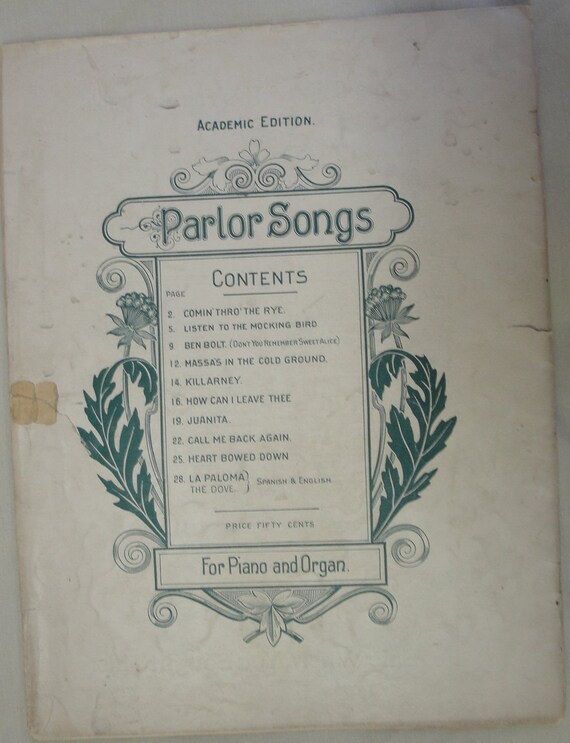 ACADEMIC EDITION.
Parlor Songs
CONTENTS
PAGE
2. COMIN' THRO' THE RYE.
5. LISTEN TO THE MOCKING BIRD
9. BEN BOLT. (DON'T YOU REMEMBER SWEET ALICE)
12. MASSA'S IN THE COLD GROUND.
14. KILLARNEY.
16. HOW CAN I LEAVE THEE
19. JUANITA.
22. CALL ME BACK AGAIN.
25. HEART BOWED DOWN
28. LA PALOMA } SPANISH & ENGLISH.
THE DOVE.
PRICE FIFTY CENTS
For Piano and Organ.